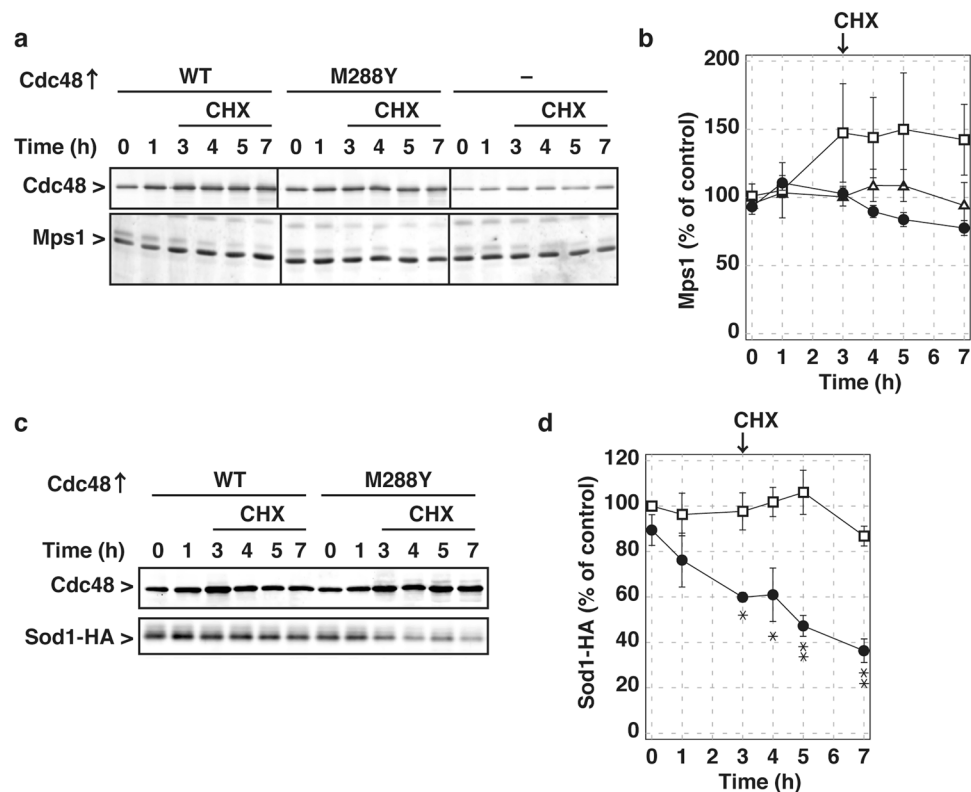 a
Cdc48↑ WT M288Y –
CHX CHX CHX
Time (h) 0 1 3 4 5 7 0 1 3 4 5 7 0 1 3 4 5 7
Cdc48 >
Mps1 >
b
CHX
200
150
100
50
0
Mps1 (% of control)
0 1 2 3 4 5 6 7
Time (h)
c
Cdc48↑ WT M288Y
CHX CHX
Time (h) 0 1 3 4 5 7 0 1 3 4 5 7
Cdc48 >
Sod1-HA >
d
CHX
120
100
80
60
40
20
0
Sod1-HA (% of control)
*
*
*
*
*
*
0 1 2 3 4 5 6 7
Time (h)